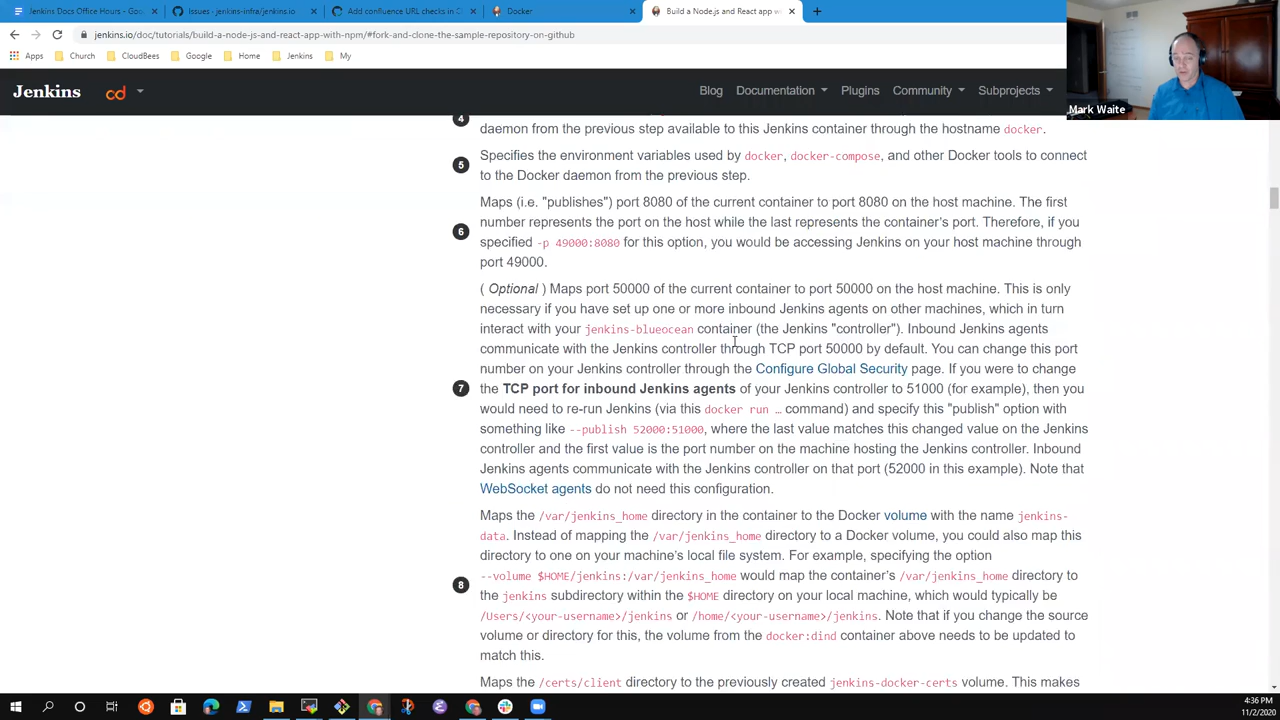 Jenkins Docs Office Hours - Goo
Issues · jenkins-infra/jenkins.io
Add confluence URL checks in C
Docker
Build a Node.js and React app wi
jenkins.io/doc/tutorials/build-a-node-js-and-react-app-with-npm/#fork-and-clone-the-sample-repository-on-github
Apps Church CloudBees Google Home Jenkins My
Mark Waite
Jenkins cd Blog Documentation Plugins Community Subprojects
4 daemon from the previous step available to this Jenkins container through the hostname docker.
5 Specifies the environment variables used by docker, docker-compose, and other Docker tools to connect
to the Docker daemon from the previous step.
Maps (i.e. "publishes") port 8080 of the current container to port 8080 on the host machine. The first
number represents the port on the host while the last represents the container's port. Therefore, if you
6 specified -p 49000:8080 for this option, you would be accessing Jenkins on your host machine through
port 49000.
( Optional ) Maps port 50000 of the current container to port 50000 on the host machine. This is only
necessary if you have set up one or more inbound Jenkins agents on other machines, which in turn
interact with your jenkins-blueocean container (the Jenkins "controller"). Inbound Jenkins agents
communicate with the Jenkins controller through TCP port 50000 by default. You can change this port
number on your Jenkins controller through the Configure Global Security page. If you were to change
7 the TCP port for inbound Jenkins agents of your Jenkins controller to 51000 (for example), then you
would need to re-run Jenkins (via this docker run … command) and specify this "publish" option with
something like --publish 52000:51000, where the last value matches this changed value on the Jenkins
controller and the first value is the port number on the machine hosting the Jenkins controller. Inbound
Jenkins agents communicate with the Jenkins controller on that port (52000 in this example). Note that
WebSocket agents do not need this configuration.
Maps the /var/jenkins_home directory in the container to the Docker volume with the name jenkins-
data. Instead of mapping the /var/jenkins_home directory to a Docker volume, you could also map this
directory to one on your machine's local file system. For example, specifying the option
8 --volume $HOME/jenkins:/var/jenkins_home would map the container's /var/jenkins_home directory to
the jenkins subdirectory within the $HOME directory on your local machine, which would typically be
/Users/<your-username>/jenkins or /home/<your-username>/jenkins. Note that if you change the source
volume or directory for this, the volume from the docker:dind container above needs to be updated to
match this.
Maps the /certs/client directory to the previously created jenkins-docker-certs volume. This makes
4:36 PM
11/2/2020